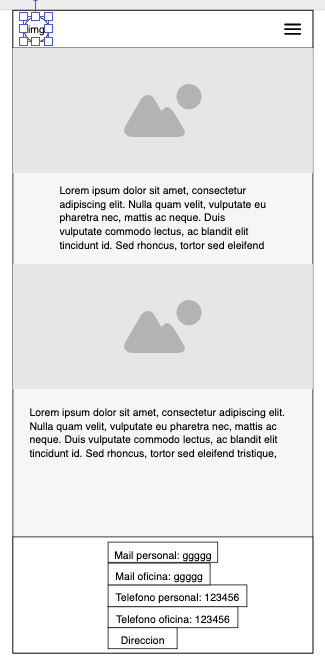 img
Lorem ipsum dolor sit amet, consectetur
adipiscing elit. Nulla quam velit, vulputate eu
pharetra nec, mattis ac neque. Duis
vulputate commodo lectus, ac blandit elit
tincidunt id. Sed rhoncus, tortor sed eleifend
Lorem ipsum dolor sit amet, consectetur adipiscing elit.
Nulla quam velit, vulputate eu pharetra nec, mattis ac
neque. Duis vulputate commodo lectus, ac blandit elit
tincidunt id. Sed rhoncus, tortor sed eleifend tristique,
Mail personal: ggggg
Mail oficina: ggggg
Telefono personal: 123456
Telefono oficina: 123456
Direccion